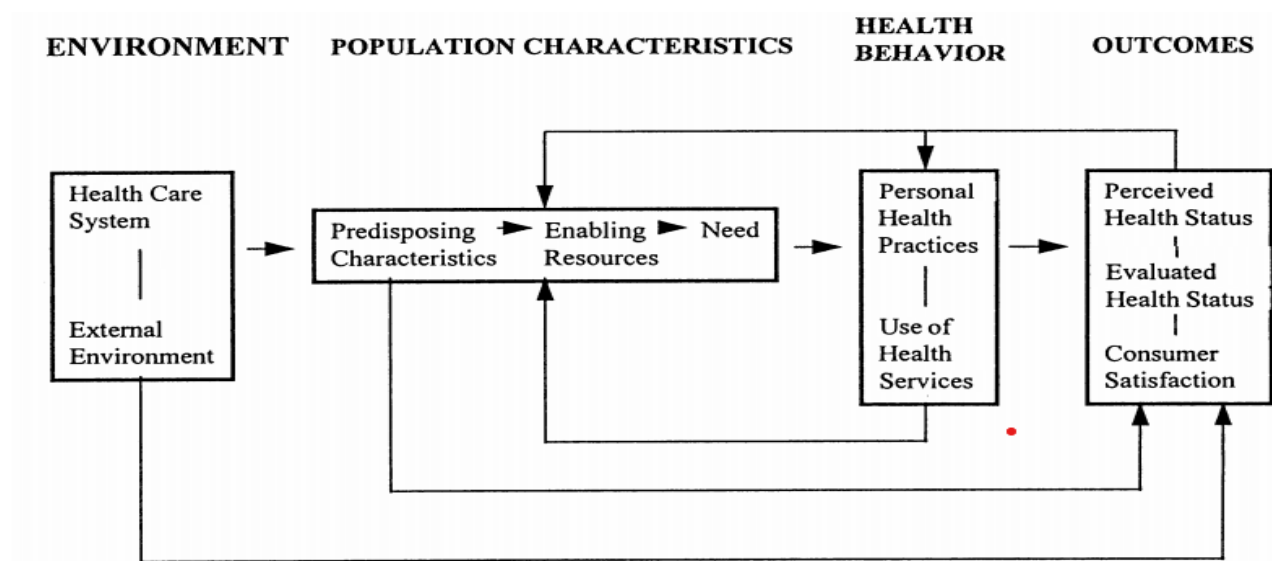 ENVIRONMENT
POPULATION CHARACTERISTICS
HEALTH
BEHAVIOR
OUTCOMES
Health Care
System
External
Environment
Predisposing
Characteristics
Enabling
Resources
Need
Personal
Health
Practices
Use of
Health
Services
Perceived
Health Status
Evaluated
Health Status
Consumer
Satisfaction